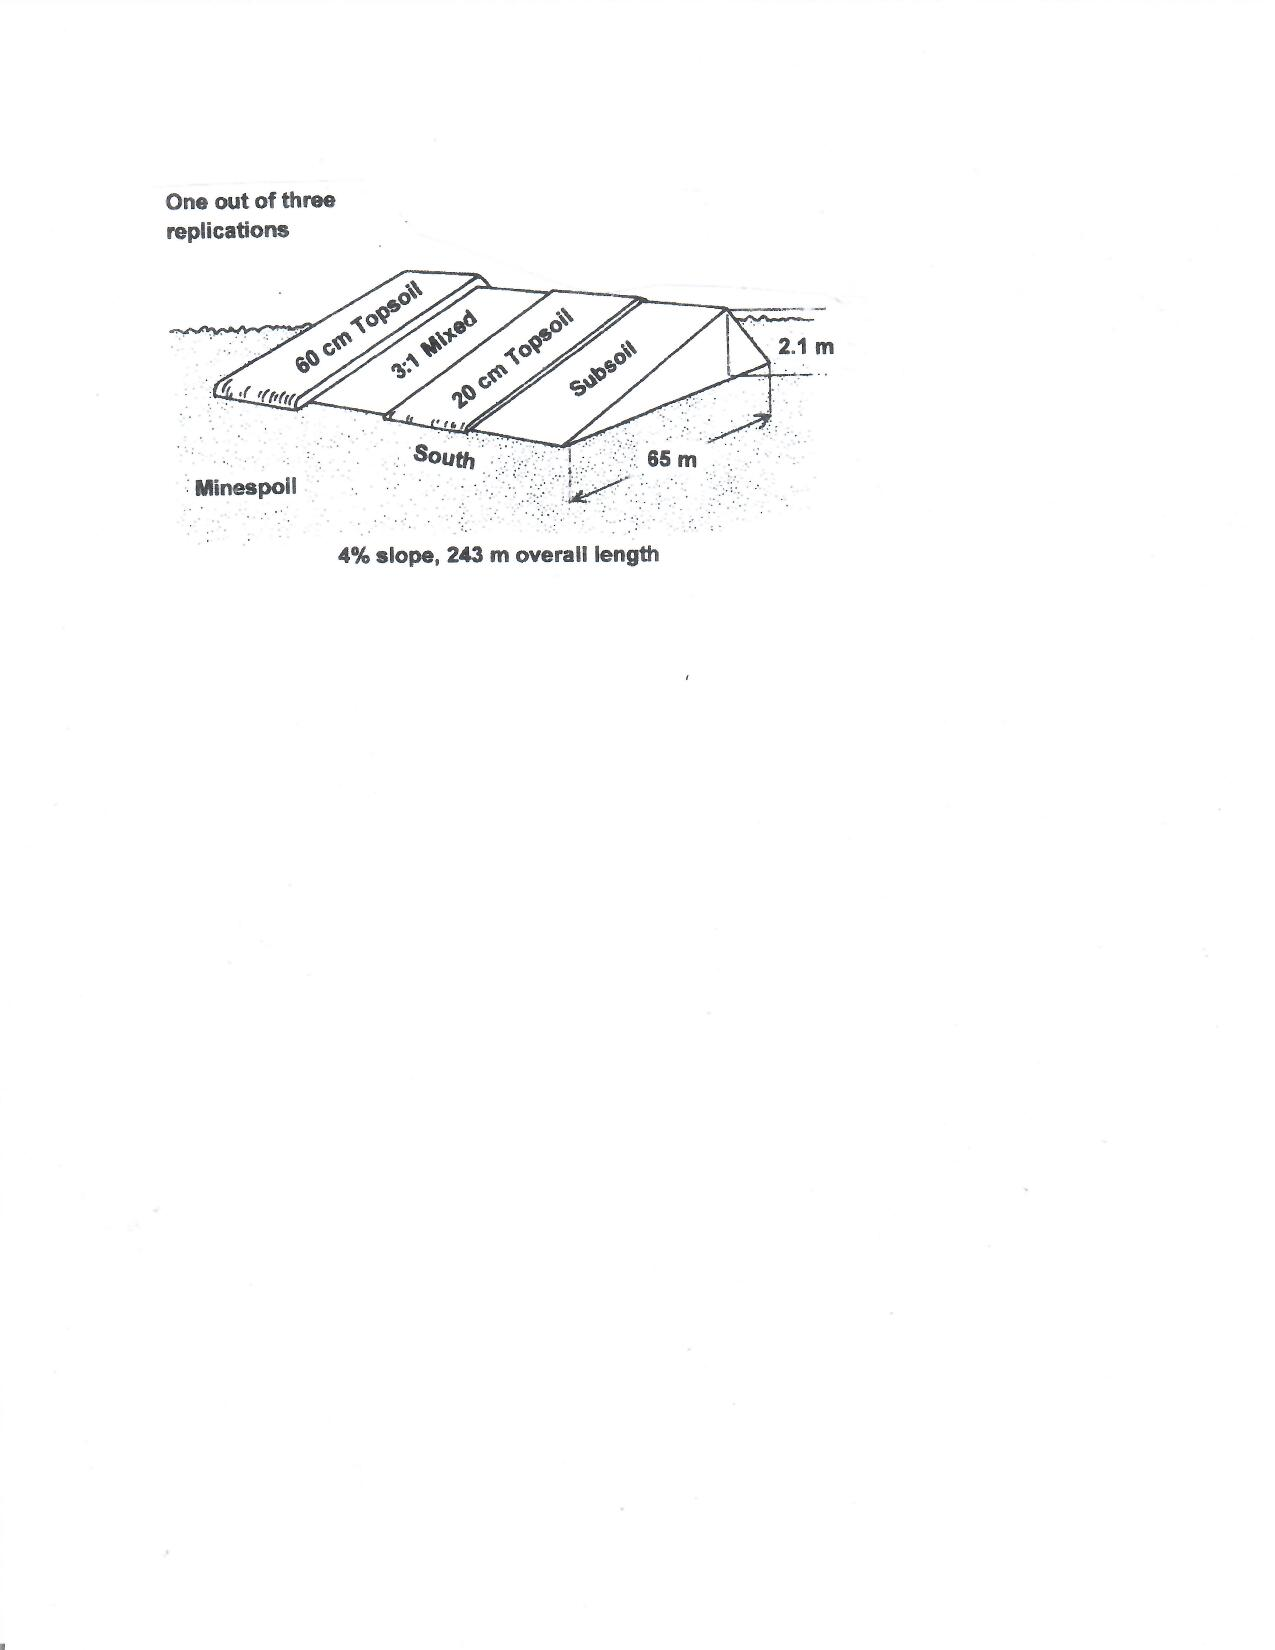 One out of three
replications
60 cm Topsoil
3:1 Mixed
20 cm Topsoil
Subsoil
2.1 m
South
65 m
Minespoil
4% slope, 243 m overall length